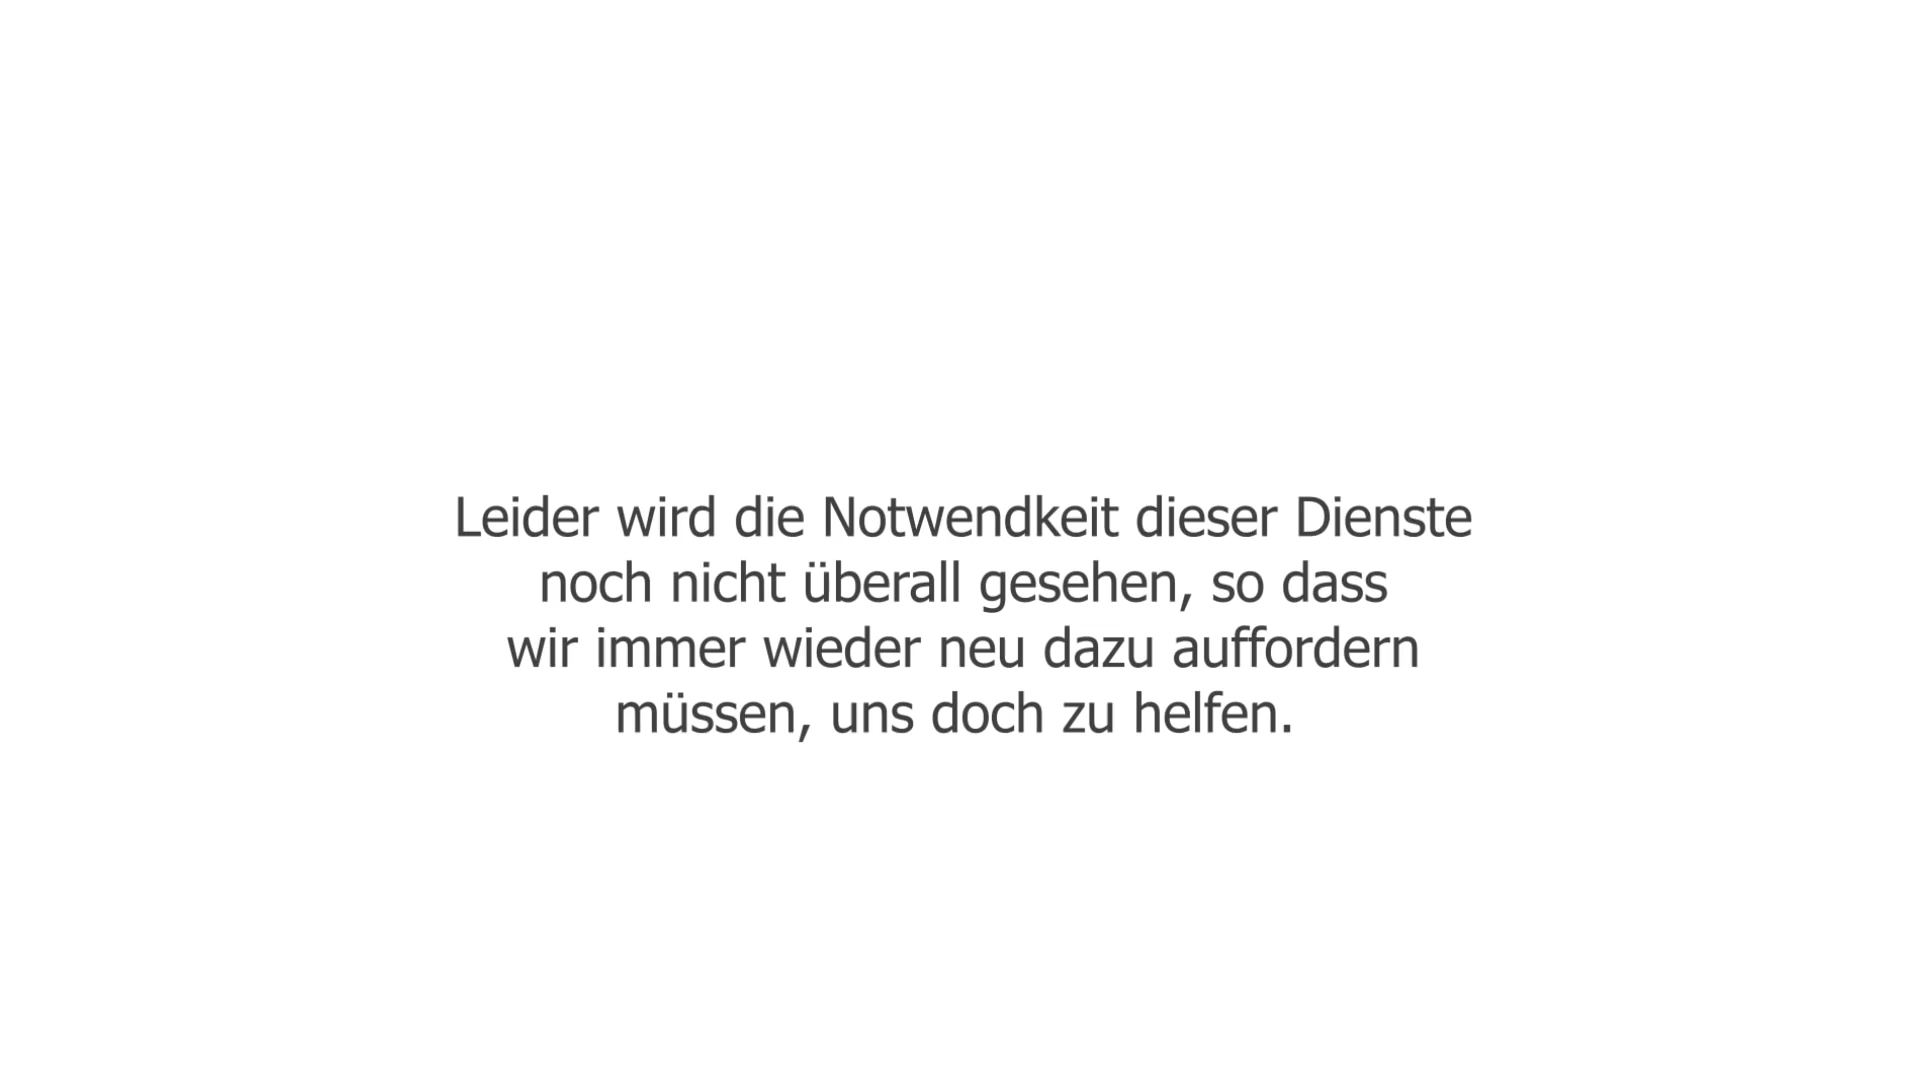 Leider wird die Notwendkeit dieser Dienste
noch nicht überall gesehen, so dass
wir immer wieder neu dazu auffordern
müssen, uns doch zu helfen.